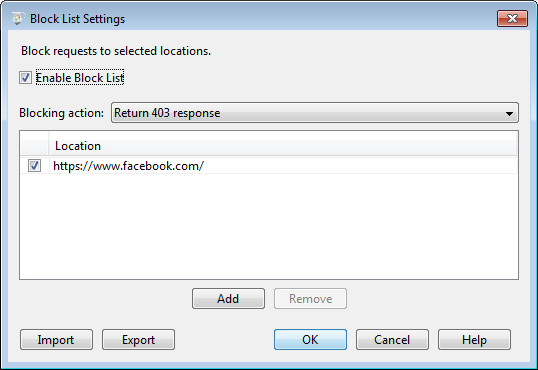 Block List Settings
Block requests to selected locations.
Enable Block List
Blocking action: Return 403 response
Location
https://www.facebook.com/
Add Remove
Import Export OK Cancel Help